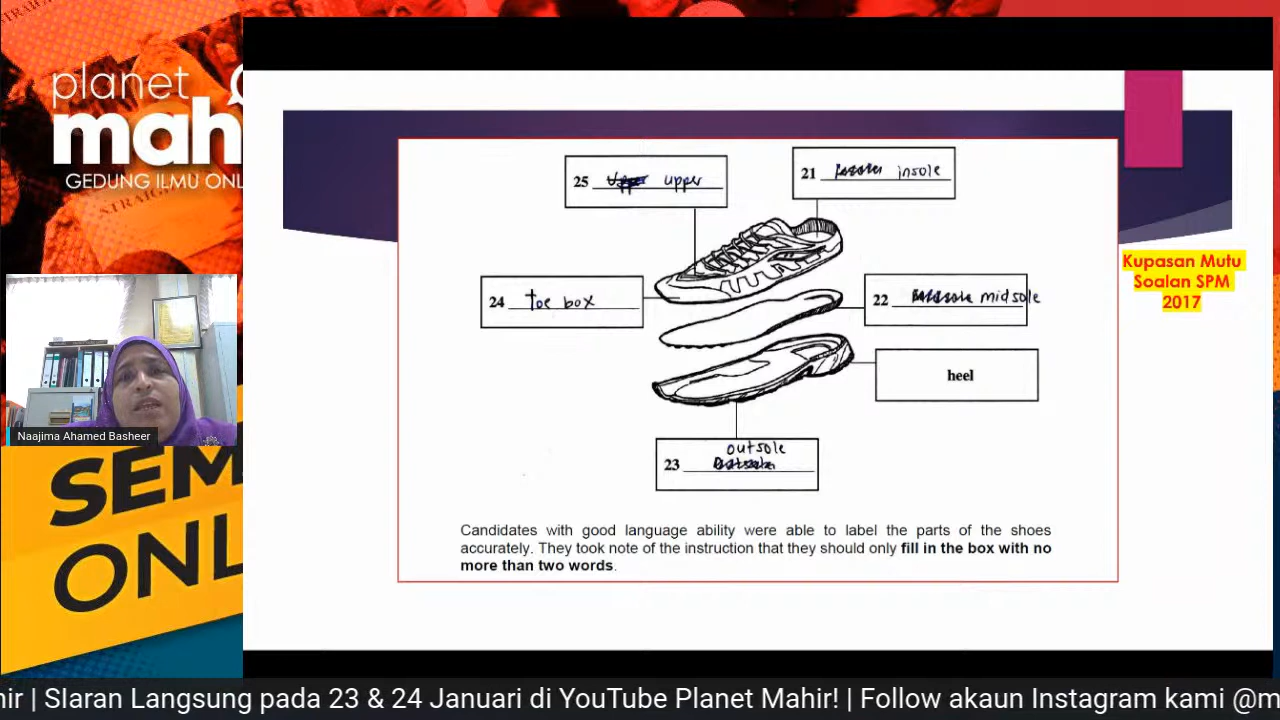 planet
mah
GEDUNG ILMU ONL
STRAIG
25 upper
21 insole
24 toe box
22 midsole
heel
outsole
23
Kupasan Mutu
Soalan SPM
2017
Naajima Ahamed Basheer
SEM
ONL
Candidates with good language ability were able to label the parts of the shoes
accurately. They took note of the instruction that they should only fill in the box with no
more than two words.
ir | SIaran Langsung pada 23 & 24 Januari di YouTube Planet Mahir! | Follow akaun Instagram kami @m